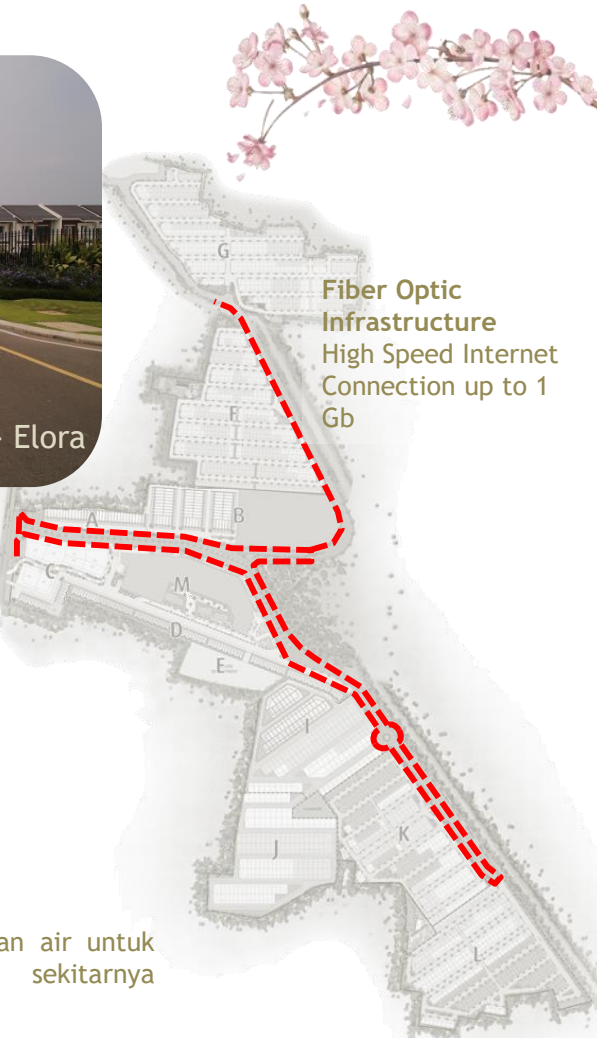 G
Fiber Optic
Infrastructure
High Speed Internet
Connection up to 1
Gb
F
Elora
A
B
C
M
D
E
I
J
K
L
an air untuk
sekitarnya